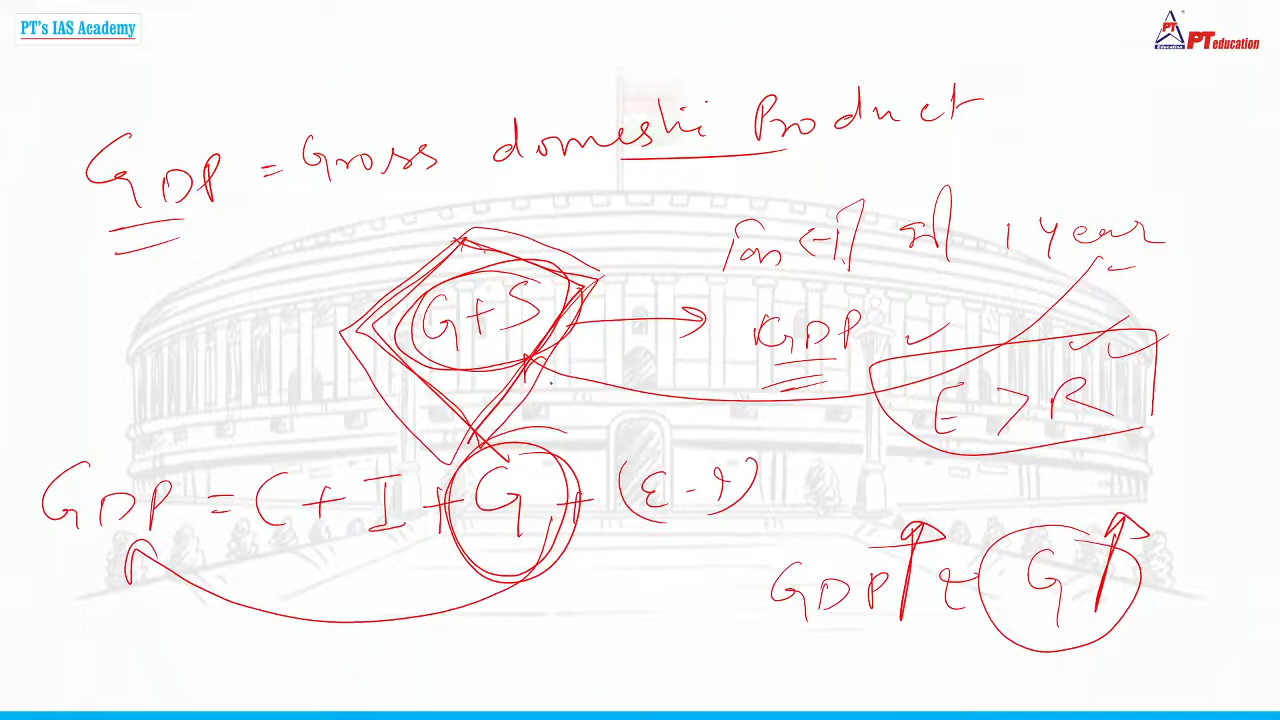 PT's IAS Academy
PT education
GDP = Gross domestic Product
1 year
G+S → GDP
E > R
GDP = C + I + G + (E - I)
GDP↑ G↑